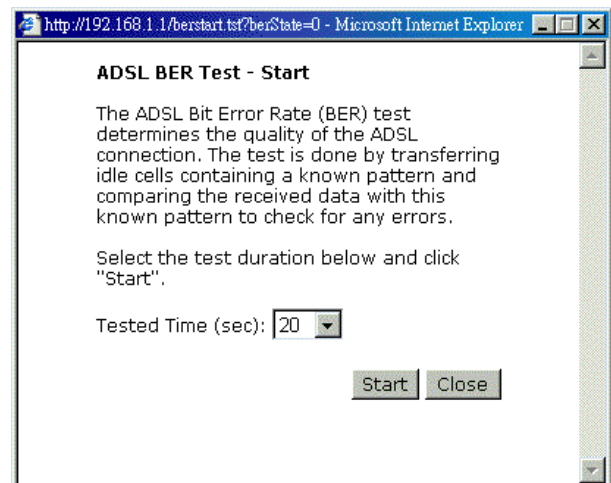 http://192.168.1.1/berstart.tst?berState=0 - Microsoft Internet Explorer
ADSL BER Test - Start
The ADSL Bit Error Rate (BER) test
determines the quality of the ADSL
connection. The test is done by transferring
idle cells containing a known pattern and
comparing the received data with this
known pattern to check for any errors.
Select the test duration below and click
"Start".
Tested Time (sec): 20
Start Close